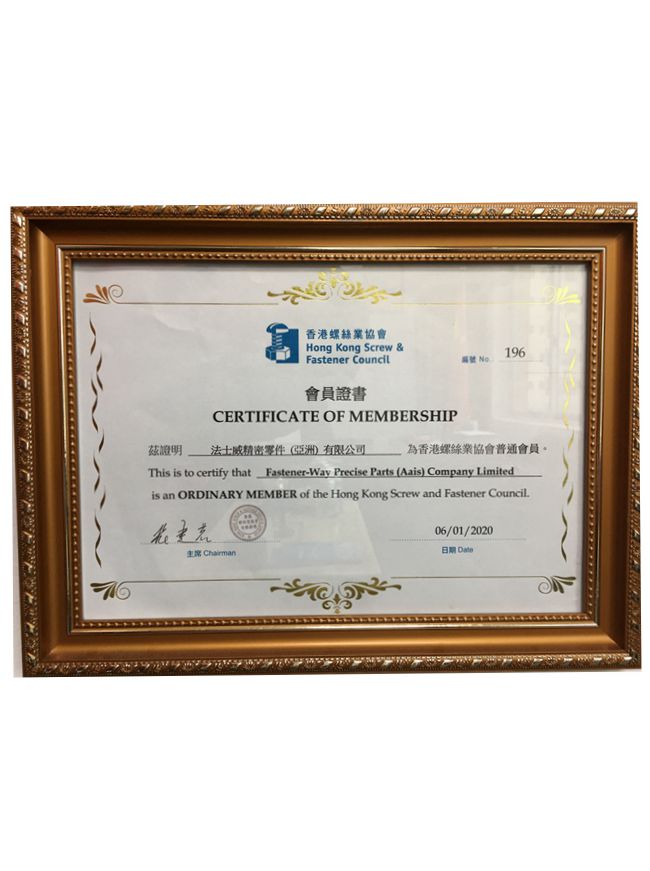 香港螺絲業協會
Hong Kong Screw &
Fastener Council
編號 No. 196
會員證書
CERTIFICATE OF MEMBERSHIP
茲證明 法士威精密零件 (亞洲) 有限公司 為香港螺絲業協會普通會員。
This is to certify that Fastener-Way Precise Parts (Aais) Company Limited
is an ORDINARY MEMBER of the Hong Kong Screw and Fastener Council.
06/01/2020
主席 Chairman
日期 Date